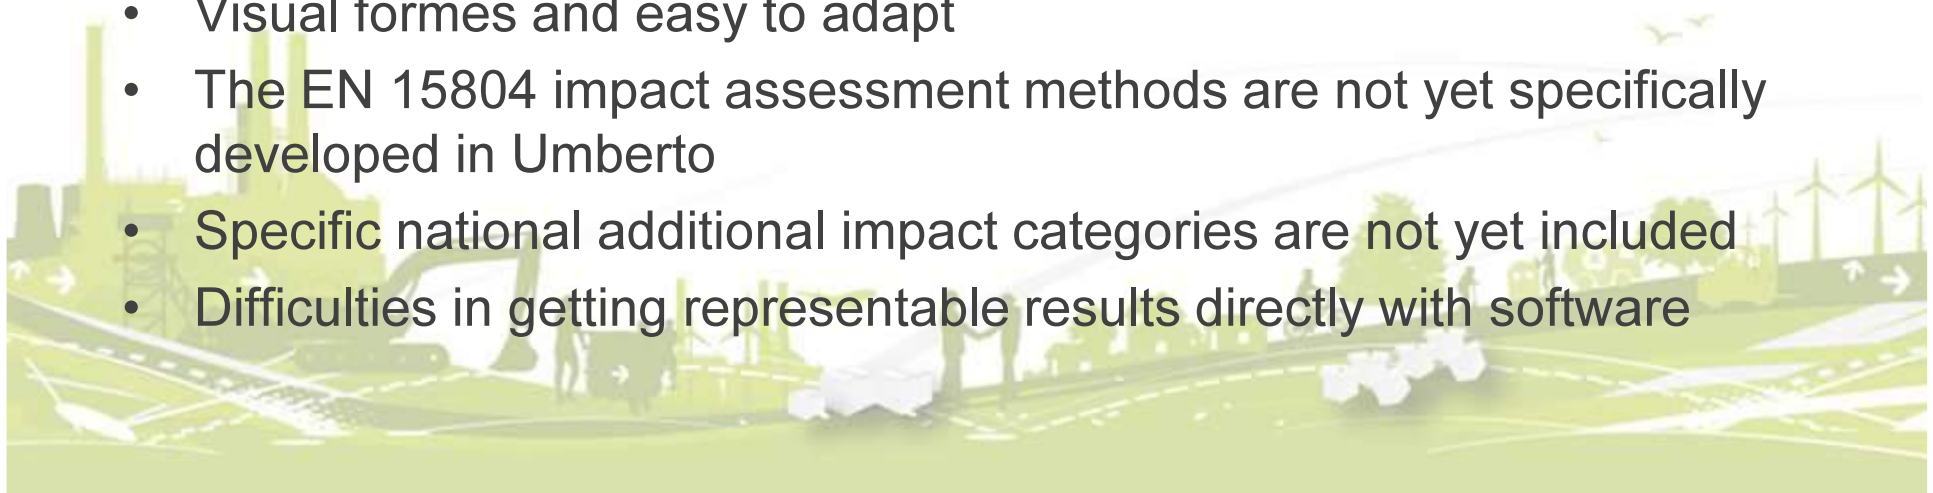 • Visual formes and easy to adapt
• The EN 15804 impact assessment methods are not yet specifically
developed in Umberto
• Specific national additional impact categories are not yet included
• Difficulties in getting representable results directly with software